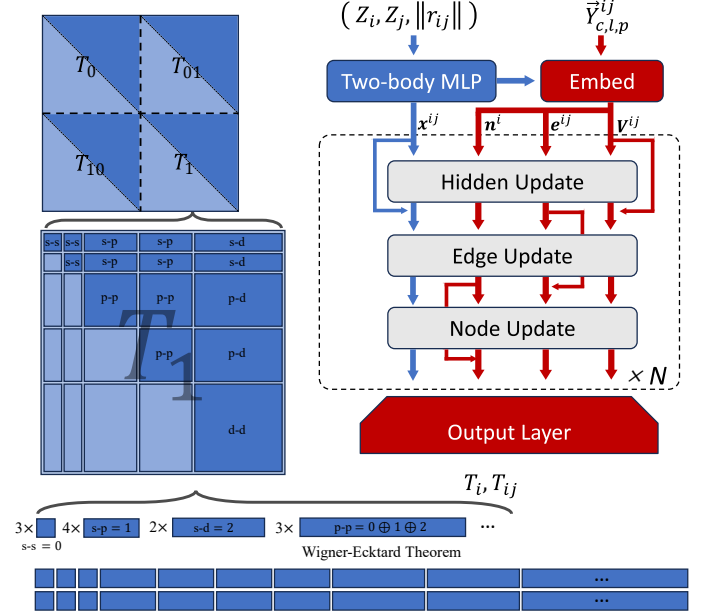 T₀ T₀₁
T₁₀ T₁
s-s s-s s-p s-p s-d
s-s s-p s-p s-d
p-p p-p p-d
p-p p-d
d-d
T₁
( Zᵢ, Zⱼ, ‖rᵢⱼ‖ )
Y⃗ᶦʲ_{c,l,p}
Two-body MLP
Embed
xⁱʲ nⁱ eⁱʲ Vⁱʲ
Hidden Update
Edge Update
Node Update
× N
Output Layer
Tᵢ, Tᵢⱼ
3× 4× s-p = 1 2× s-d = 2 3× p-p = 0 ⊕ 1 ⊕ 2 ...
s-s = 0
Wigner-Ecktard Theorem
...
...